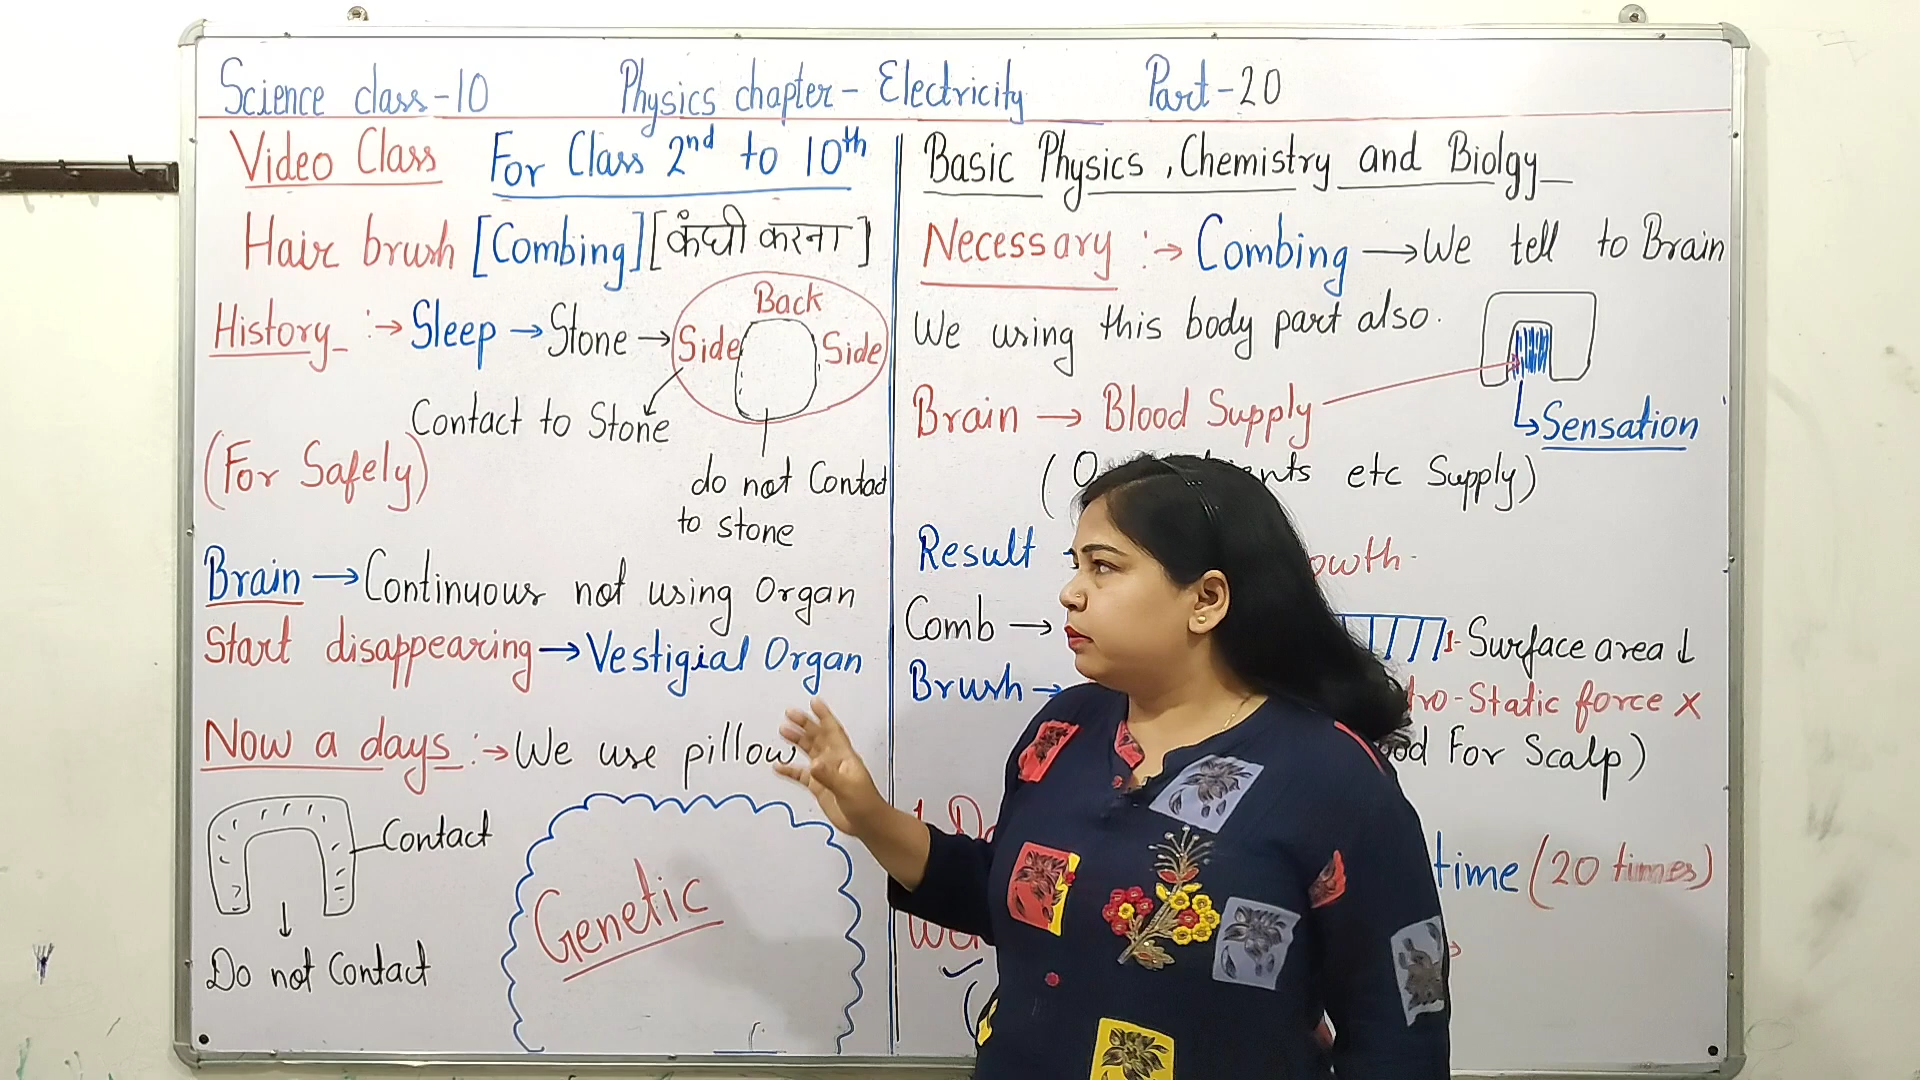 Science class-10 Physics chapter- Electricity Part-20
Video Class For Class 2nd to 10th
Hair brush [Combing] [कंघी करना]
History :→ Sleep → Stone →
Back
Side Side
Contact to Stone
(For Safely)
do not Contact
to stone
Brain → Continuous not using Organ
Start disappearing → Vestigial Organ
Now a days :→ We use pillow
Contact
Do not Contact
Genetic
Basic Physics, Chemistry and Biolgy
Necessary :→ Combing → We tell to Brain
We using this body part also.
Brain → Blood Supply
Sensation
( etc Supply)
Result
Comb → Surface area ↓
Brush → Static force ×
For Scalp)
time (20 times)